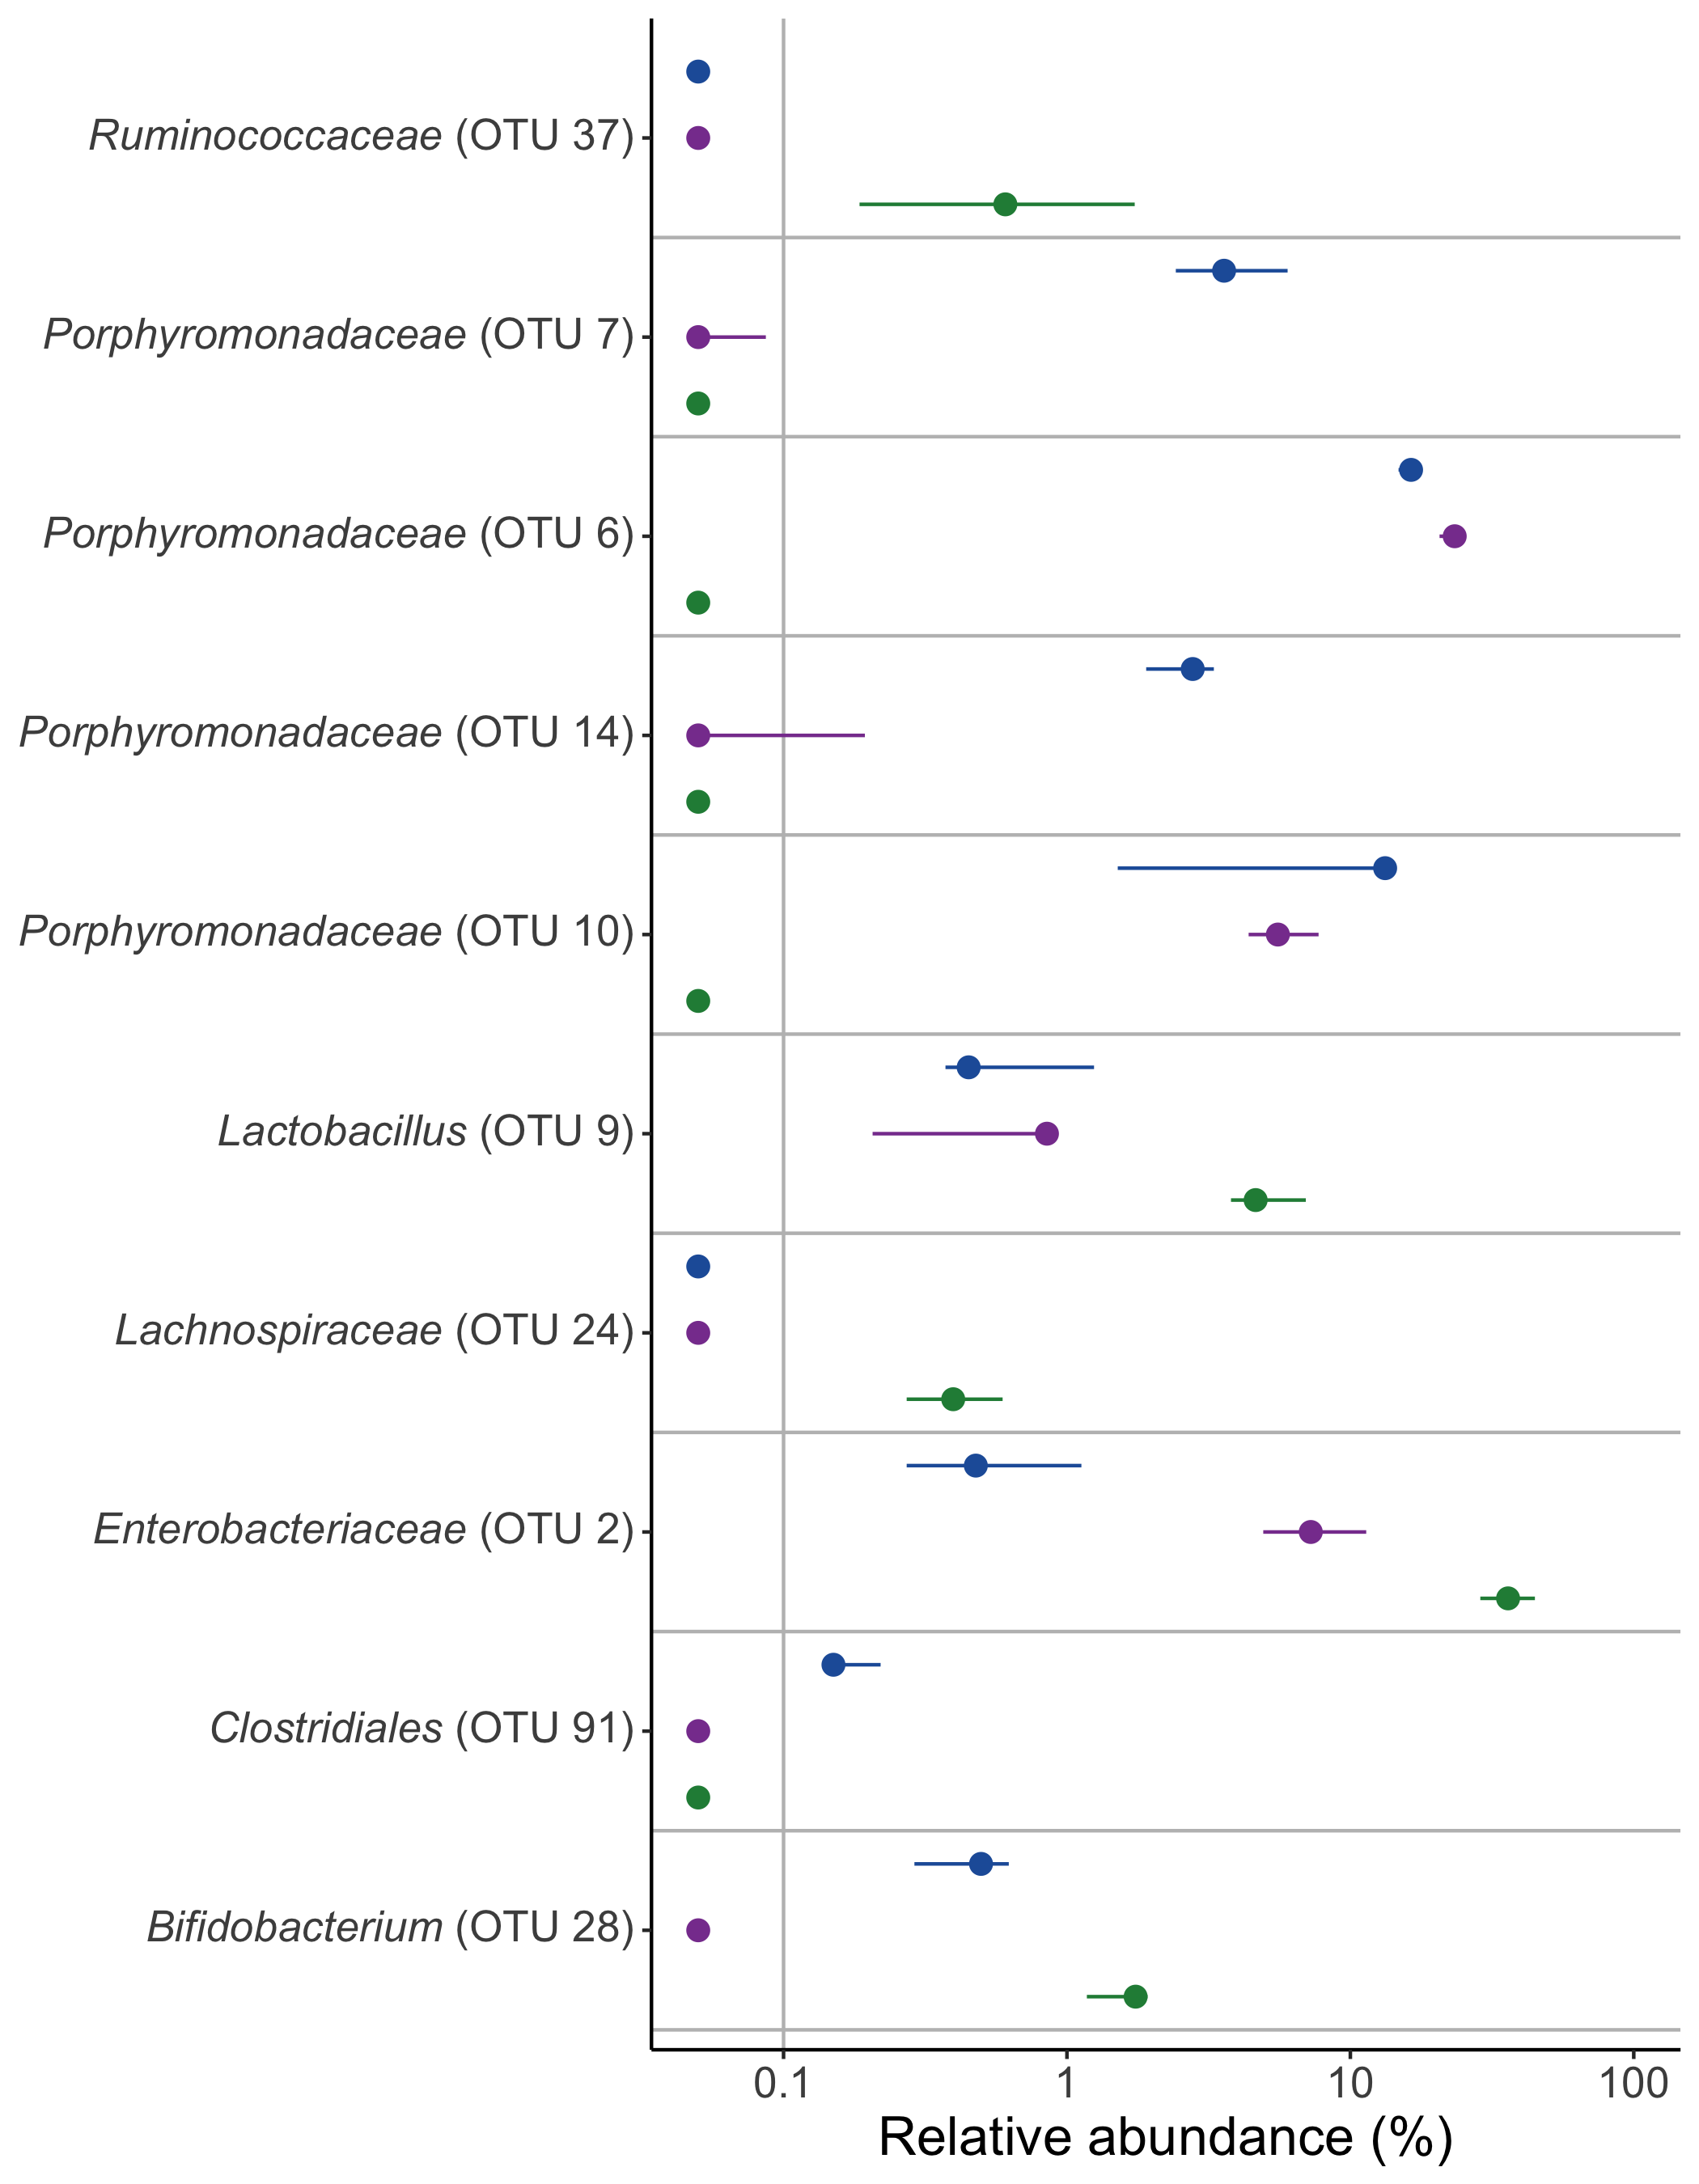 Ruminococcaceae (OTU 37)
Porphyromonadaceae (OTU 7)
Porphyromonadaceae (OTU 6)
Porphyromonadaceae (OTU 14)
Porphyromonadaceae (OTU 10)
Lactobacillus (OTU 9)
Lachnospiraceae (OTU 24)
Enterobacteriaceae (OTU 2)
Clostridiales (OTU 91)
Bifidobacterium (OTU 28)
0.1 1 10 100
Relative abundance (%)